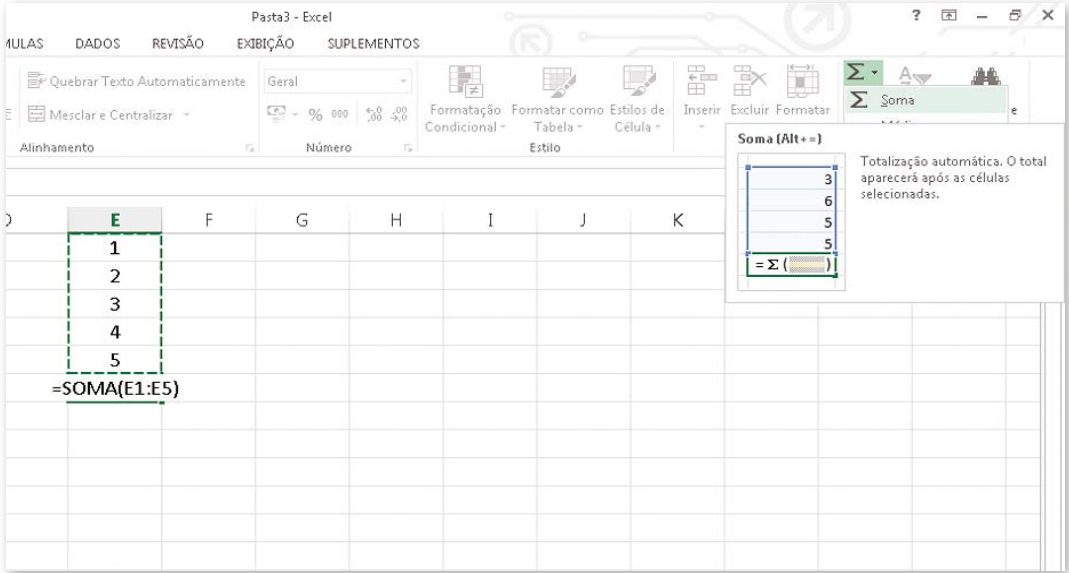 Pasta3 - Excel
?
MULAS DADOS REVISÃO EXIBIÇÃO SUPLEMENTOS
Quebrar Texto Automaticamente
Mesclar e Centralizar
Alinhamento
Geral
% 000
Número
Formatação Condicional
Formatar como Tabela
Estilos de Célula
Estilo
Inserir Excluir Formatar
Σ
Σ Soma
Soma (Alt+=)
Totalização automática. O total
aparecerá após as células
selecionadas.
3
6
5
5
= Σ ( )
E F G H I J K
1
2
3
4
5
=SOMA(E1:E5)